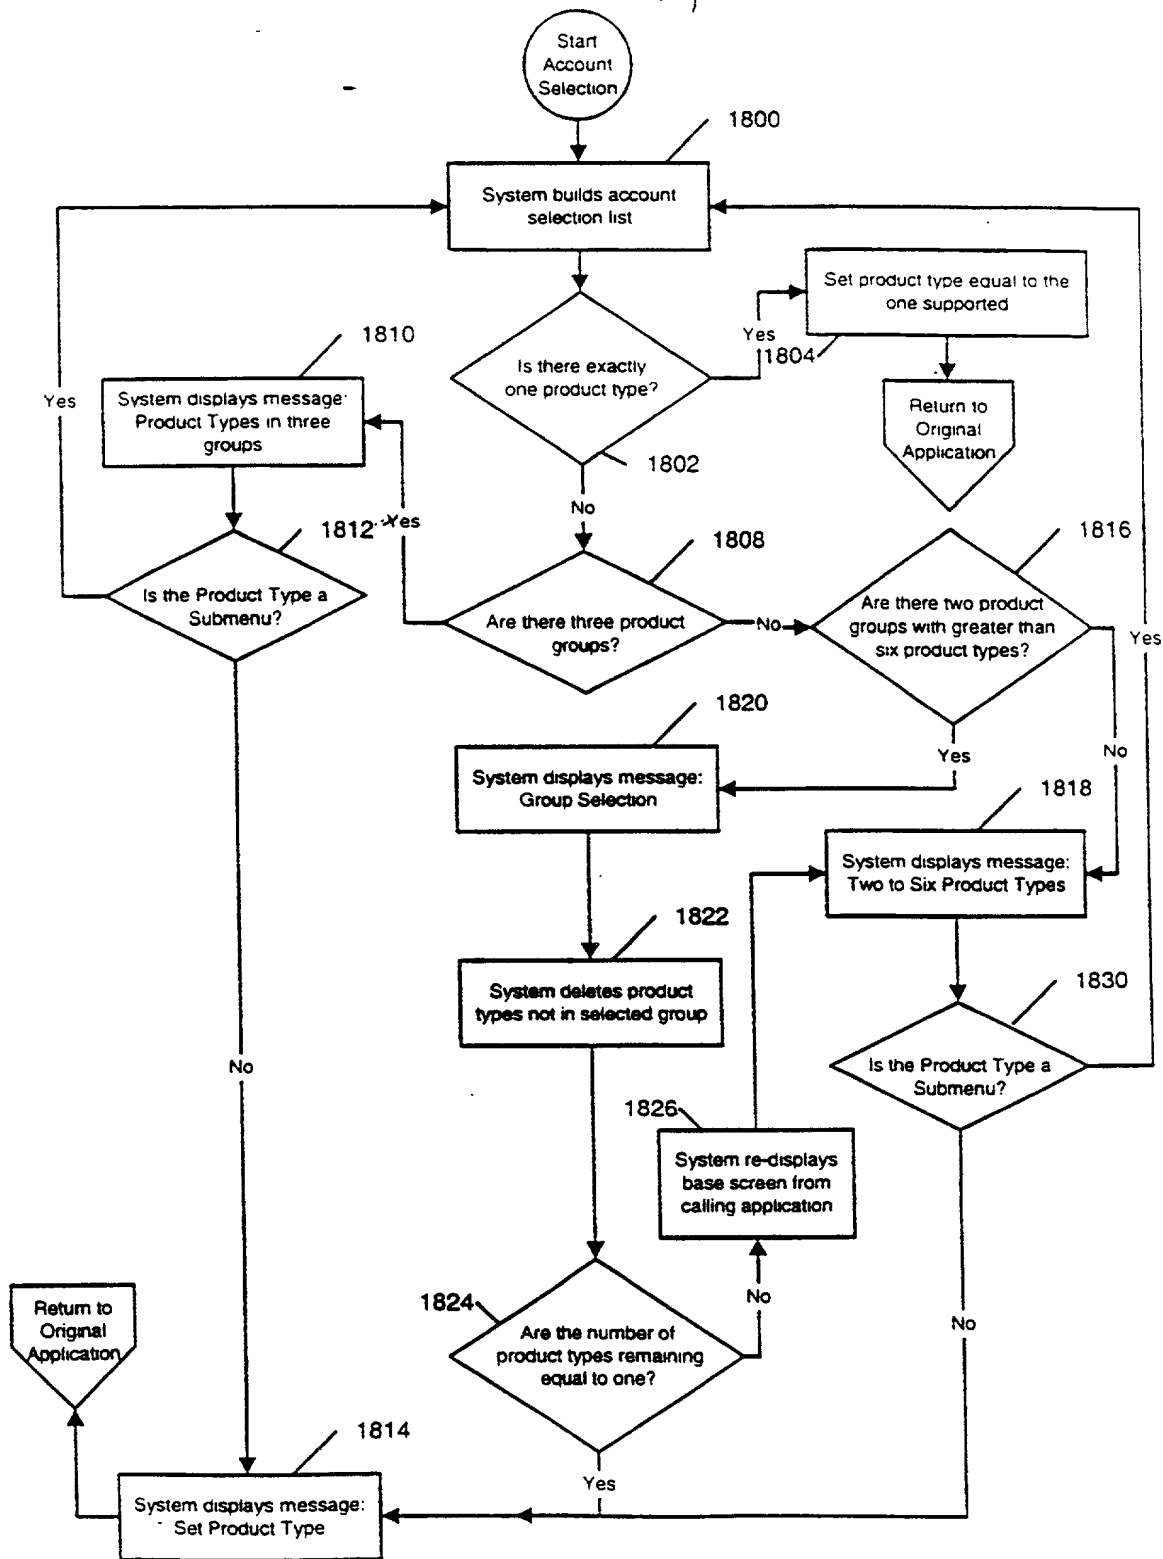 Start
Account
Selection
1800
System builds account
selection list
Set product type equal to the
one supported
Yes
1804
Is there exactly
one product type?
1802
No
Return to
Original
Application
1810
System displays message:
Product Types in three
groups
Yes
1812
Yes
Is the Product Type a
Submenu?
1808
Are there three product
groups?
No
1816
Are there two product
groups with greater than
six product types?
Yes
Yes
No
1820
System displays message:
Group Selection
1818
System displays message:
Two to Six Product Types
1822
System deletes product
types not in selected group
1830
Is the Product Type a
Submenu?
No
1826
System re-displays
base screen from
calling application
No
1824
Are the number of
product types remaining
equal to one?
No
Return to
Original
Application
Yes
1814
System displays message:
Set Product Type